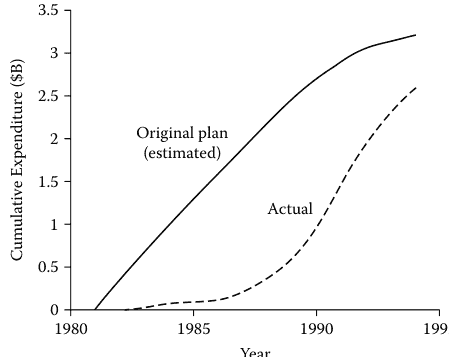 3.5
3
2.5
2
1.5
1
0.5
0
Cumulative Expenditure ($B)
Original plan
(estimated)
Actual
1980
1985
1990
199
Year